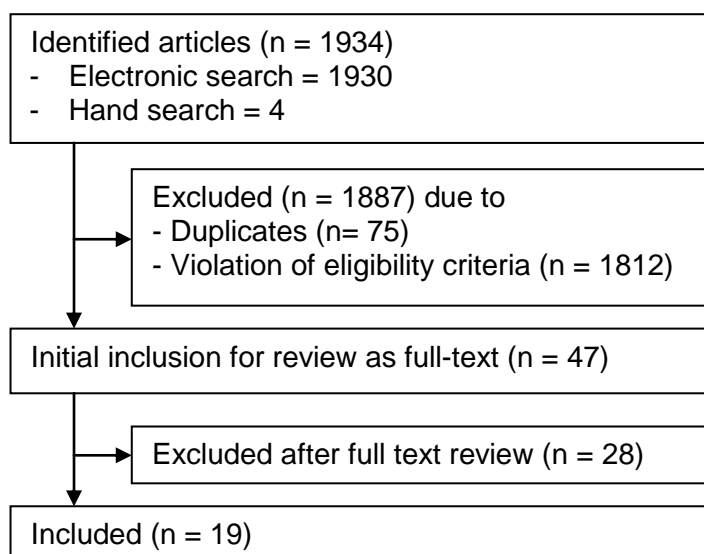 Identified articles (n = 1934)
- Electronic search = 1930
- Hand search = 4
Excluded (n = 1887) due to
- Duplicates (n= 75)
- Violation of eligibility criteria (n = 1812)
Initial inclusion for review as full-text (n = 47)
Excluded after full text review (n = 28)
Included (n = 19)